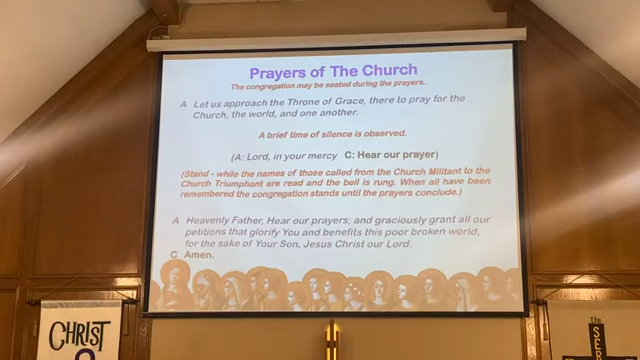 Prayers of The Church
The congregation may be seated during the prayers..
A Let us approach the Throne of Grace, there to pray for the
Church, the world, and one another.
A brief time of silence is observed.
(A: Lord, in your mercy C: Hear our prayer)
(Stand - while the names of those called from the Church Militant to the
Church Triumphant are read and the bell is rung. When all have been
remembered the congregation stands until the prayers conclude.)
A Heavenly Father, Hear our prayers, and graciously grant all our
petitions that glorify You and benefits this poor broken world,
for the sake of Your Son, Jesus Christ our Lord.
C Amen.
CHRIST
the